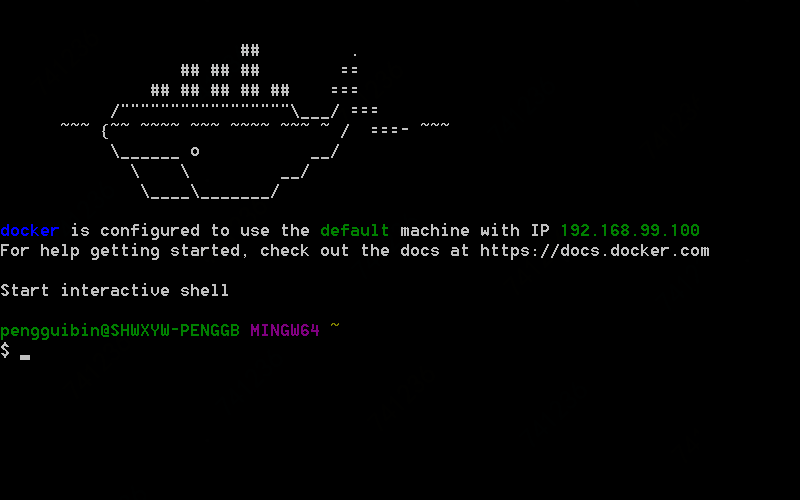 ##         .
                  ## ## ##        ==
               ## ## ## ## ##    ===
           /"""""""""""""""""\___/ ===
      ~~~ {~~ ~~~~ ~~~ ~~~~ ~~~ ~ /  ===- ~~~
           \______ o           __/
             \    \         __/
              \____\_______/
docker is configured to use the default machine with IP 192.168.99.100
For help getting started, check out the docs at https://docs.docker.com
Start interactive shell
pengguibin@SHWXYW-PENGGB MINGW64 ~
$ _